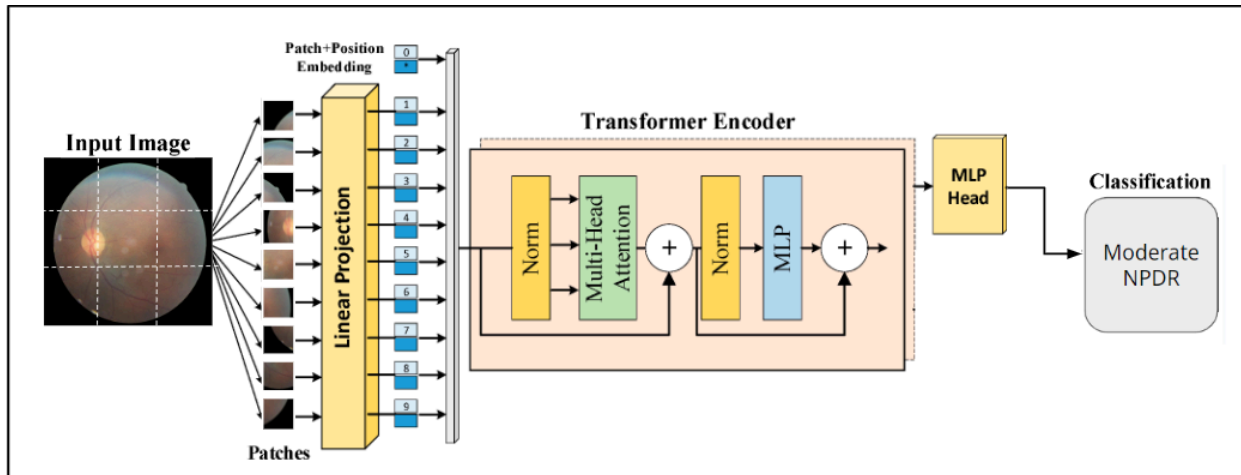 Input Image
Patches
Linear Projection
Patch+Position
Embedding
0
*
1
2
3
4
5
6
7
8
9
Transformer Encoder
Norm
Multi-Head
Attention
+
Norm
MLP
+
MLP
Head
Classification
Moderate
NPDR